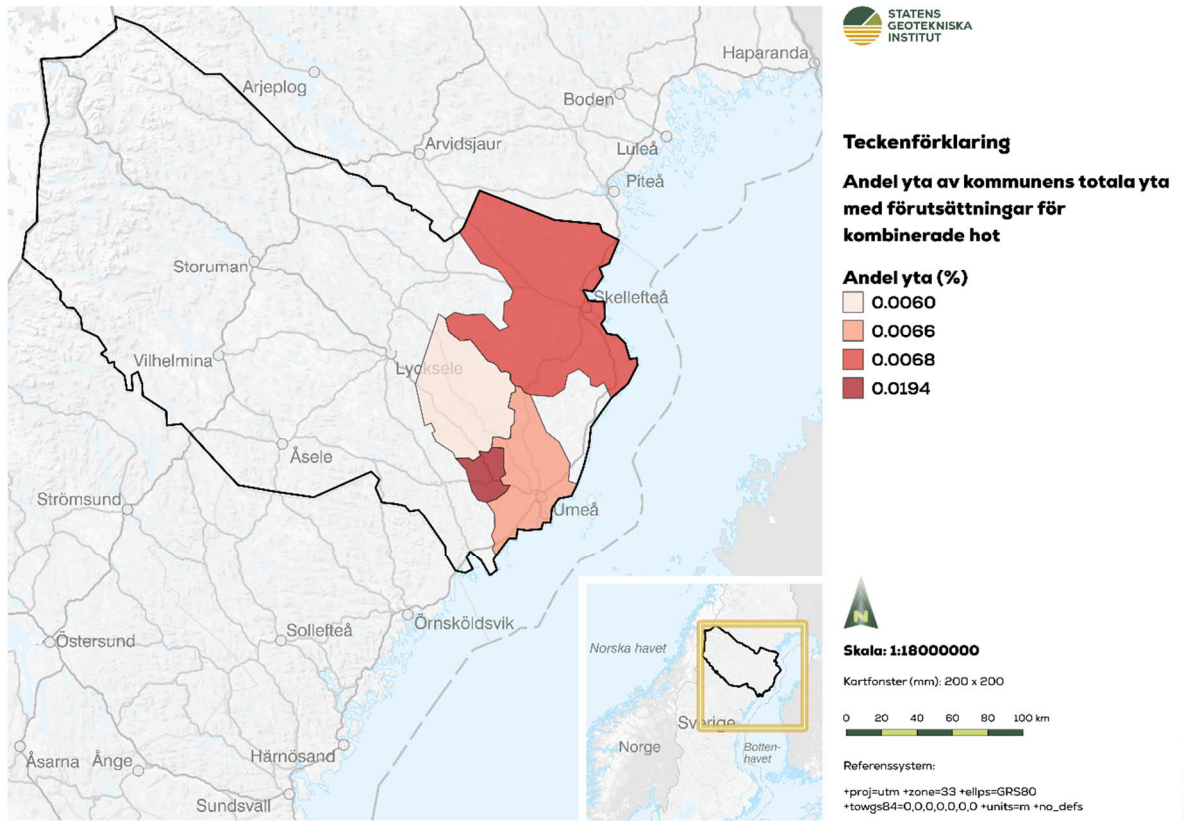 STATENS
GEOTEKNISKA
INSTITUT
Haparanda
Arjeplog
Boden
Arvidsjaur
Luleå
Piteå
Storuman
Skellefteå
Vilhelmina
Lycksele
Åsele
Strömsund
Umeå
Örnsköldsvik
Sollefteå
Östersund
Härnösand
Åsarna
Ånge
Sundsvall
Norska havet
Sverige
Norge
Botten-
havet
Teckenförklaring
Andel yta av kommunens totala yta
med förutsättningar för
kombinerade hot
Andel yta (%)
0.0060
0.0066
0.0068
0.0194
N
Skala: 1:18000000
Kartfonster (mm): 200 x 200
0 20 40 60 80 100 km
Referenssystem:
+proj=utm +zone=33 +ellps=GRS80
+towgs84=0,0,0,0,0,0,0 +units=m +no_defs